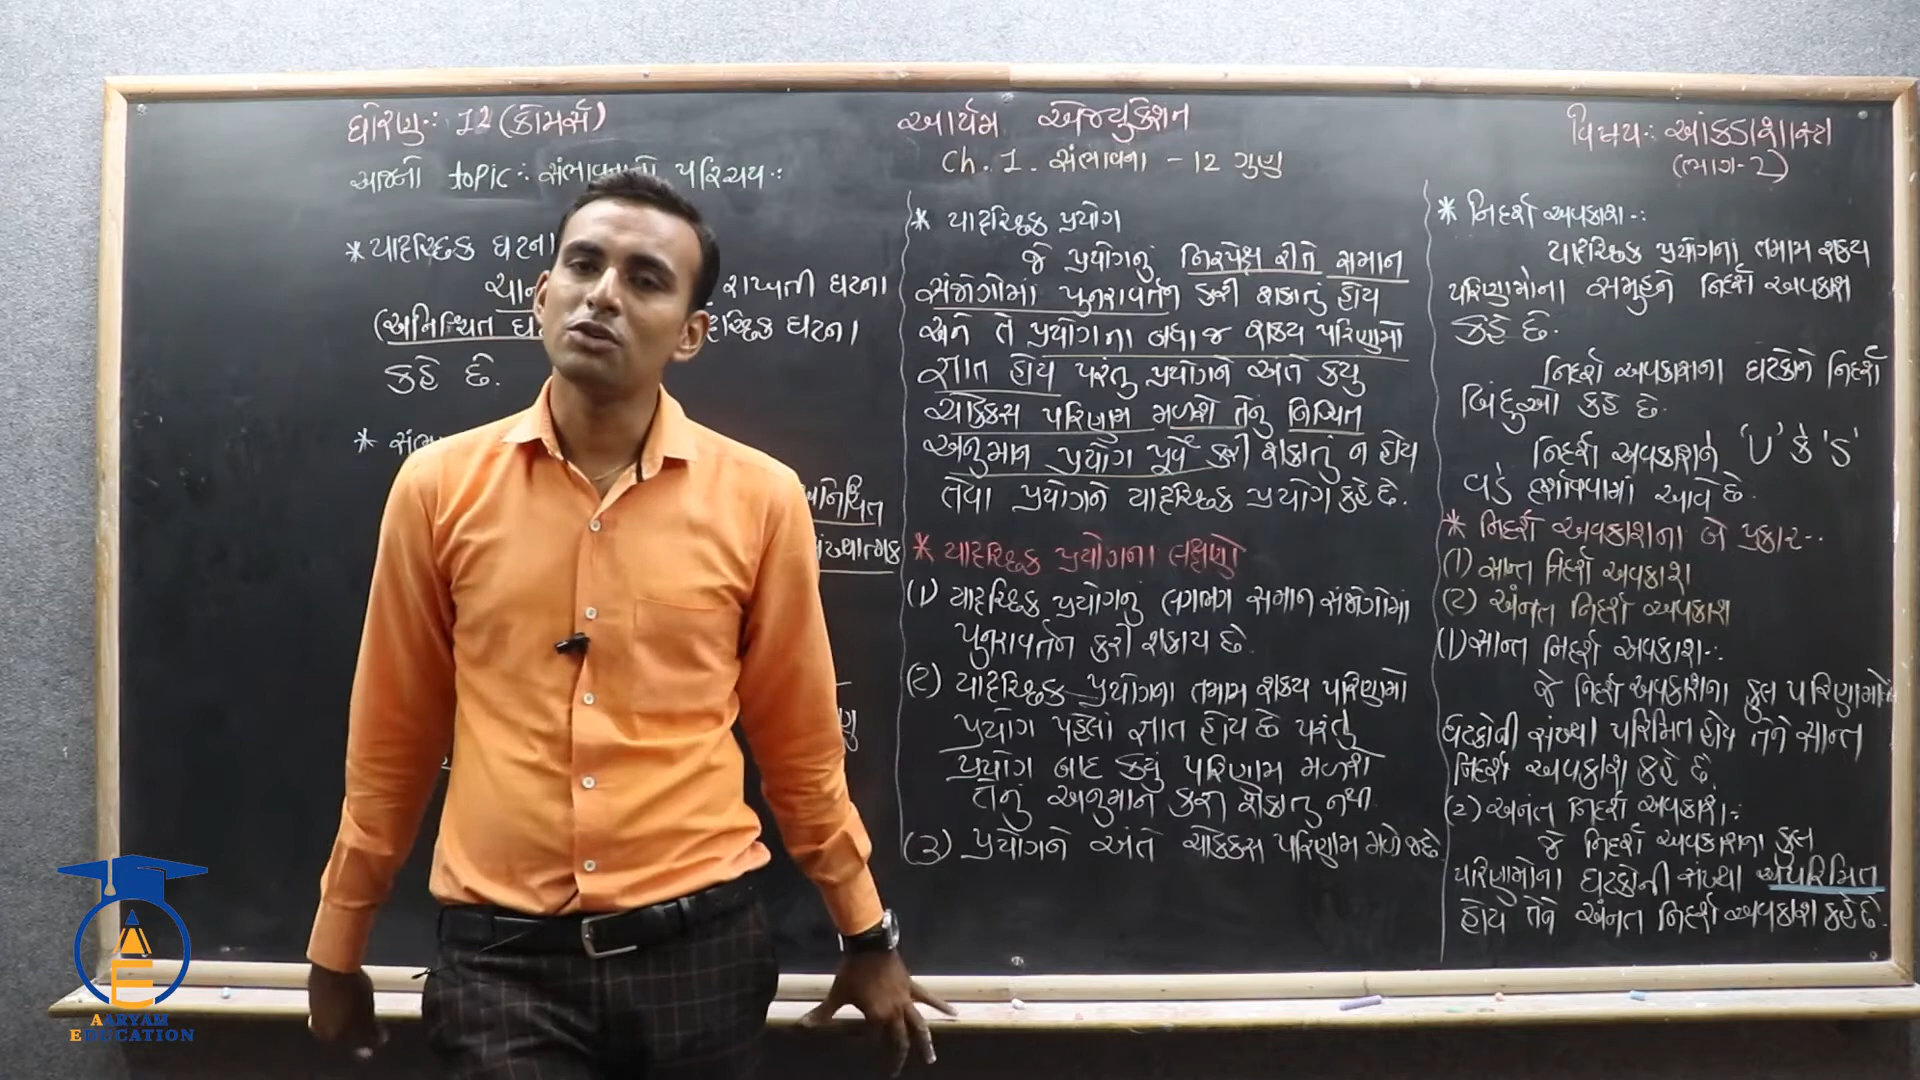 ધોરણ :- 12 (કોમર્સ)
આર્યમ એજ્યુકેશન
વિષય :- આંકડાશાસ્ત્ર
(ભાગ-2)
આજનો topic :- સંભાવનાનો પરિચય :-
Ch. 1. સંભાવના - 12 ગુણ
* યાદચ્છિક ઘટના
રાખતી ઘટના
(અનિશ્ચિત
ઘટના
કહે છે.
*
અનિશ્ચિત
સંખ્યાત્મક
* યાદચ્છિક પ્રયોગ
જે પ્રયોગનું નિરપેક્ષ રીતે સમાન
સંજોગોમાં પુનરાવર્તન કરી શકાતું હોય
અને તે પ્રયોગના બધા જ શક્ય પરિણામો
જ્ઞાત હોય પરંતુ પ્રયોગને અંતે કયુ
ચોક્કસ પરિણામ મળશે તેનું નિશ્ચિત
અનુમાન પ્રયોગ પૂર્વે કરી શકાતું ન હોય
તેવા પ્રયોગને યાદચ્છિક પ્રયોગ કહે છે.
* યાદચ્છિક પ્રયોગના લક્ષણો
(1) યાદચ્છિક પ્રયોગનું લગભગ સમાન સંજોગોમાં
પુનરાવર્તન કરી શકાય છે.
(2) યાદચ્છિક પ્રયોગના તમામ શક્ય પરિણામો
પ્રયોગ પહેલાં જ્ઞાત હોય છે પરંતુ
પ્રયોગ બાદ કયું પરિણામ મળશે
તેનું અનુમાન કરી શકાતુ નથી.
(3) પ્રયોગને અંતે ચોક્કસ પરિણામ મળે જ છે.
* નિદર્શ અવકાશ :-
યાદચ્છિક પ્રયોગના તમામ શક્ય
પરિણામોના સમૂહને નિદર્શ અવકાશ
કહે છે.
નિદર્શ અવકાશના ઘટકોને નિદર્શ
બિંદુઓ કહે છે.
નિદર્શ અવકાશને 'U' કે 'S'
વડે દર્શાવવામાં આવે છે.
* નિદર્શ અવકાશના બે પ્રકાર :-
(1) સાન્ત નિદર્શ અવકાશ
(2) અંનત નિદર્શ અવકાશ
(1) સાન્ત નિદર્શ અવકાશ :-
જે નિદર્શ અવકાશના કુલ પરિણામોના
ઘટકોની સંખ્યા પરિમિત હોય તેને સાન્ત
નિદર્શ અવકાશ કહે છે
(2) અનંત નિદર્શ અવકાશ :-
જે નિદર્શ અવકાશના કુલ
પરિણામોના ઘટકોની સંખ્યા અપરિમિત
હોય તેને અંનત નિદર્શ અવકાશ કહે છે.
AARYAM
EDUCATION